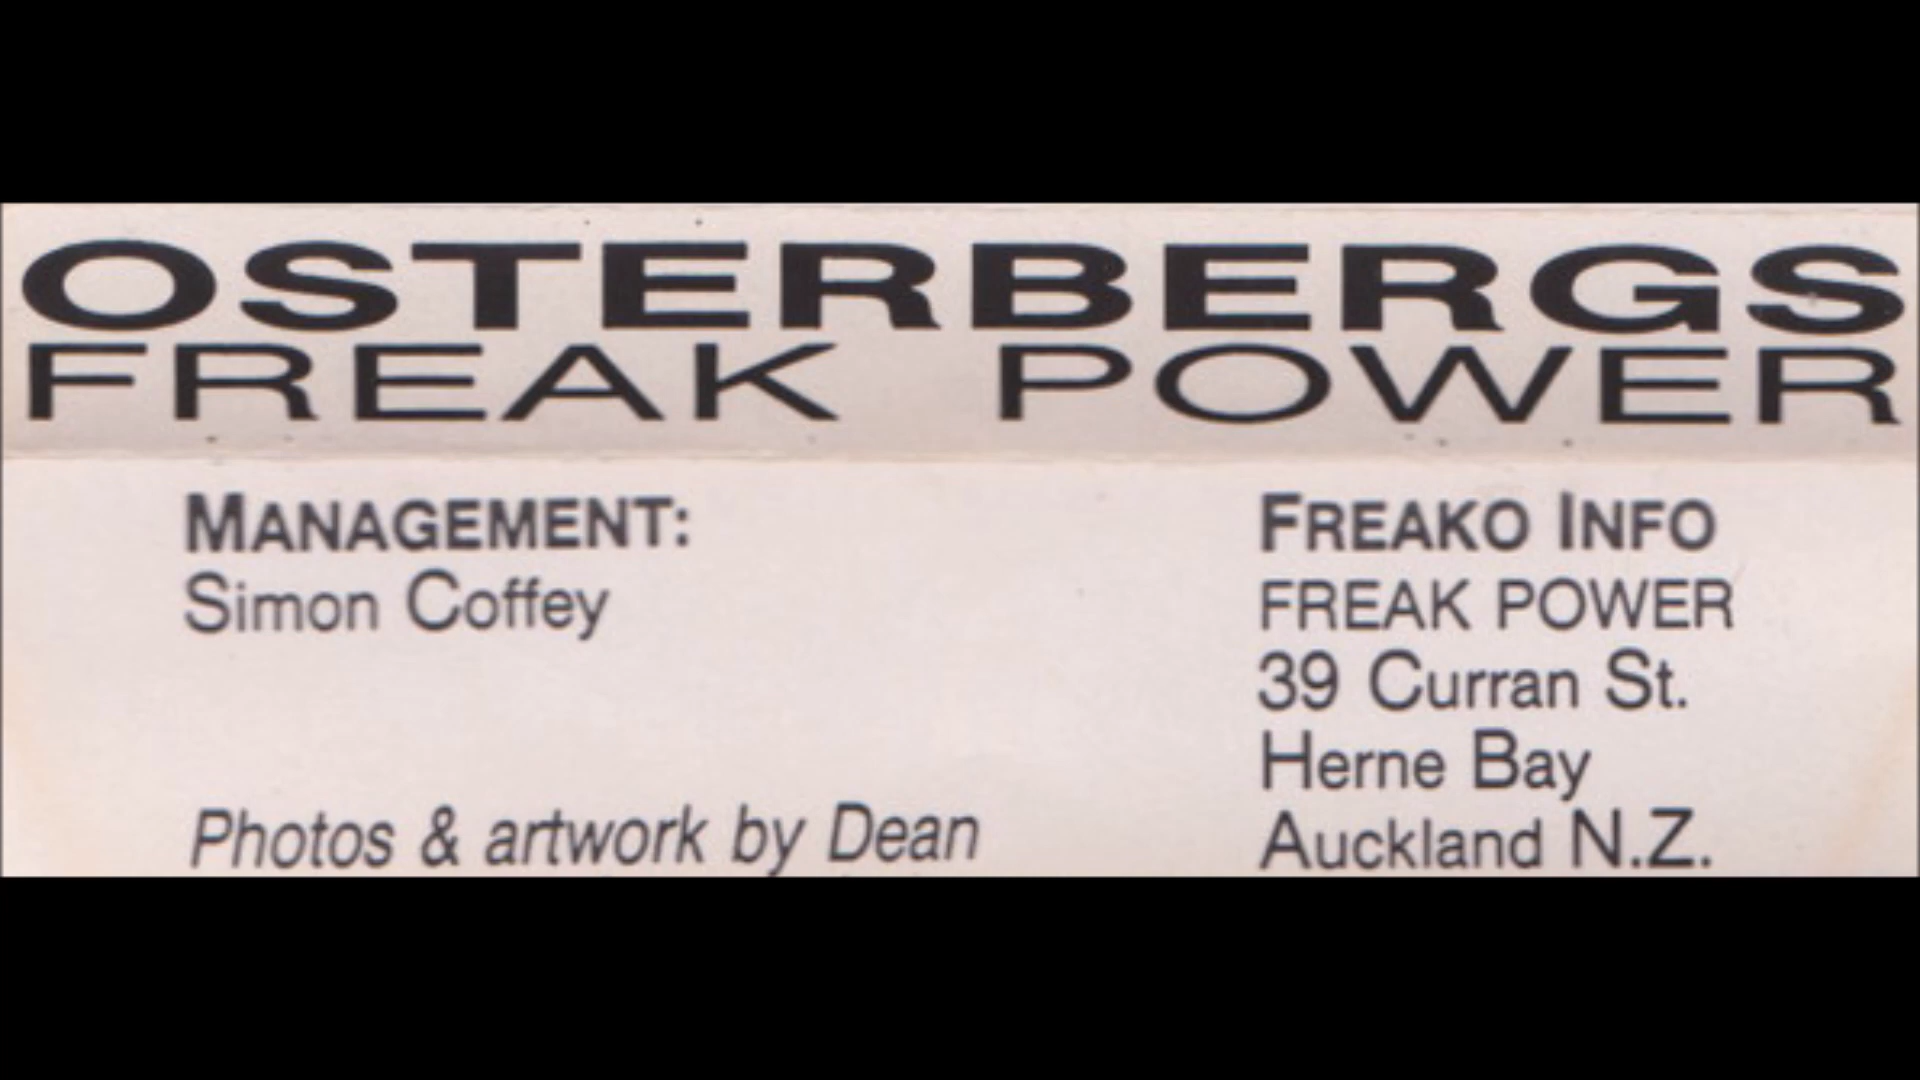 OSTERBERGS
FREAK POWER
MANAGEMENT:
Simon Coffey
Photos & artwork by Dean
FREAKO INFO
FREAK POWER
39 Curran St.
Herne Bay
Auckland N.Z.